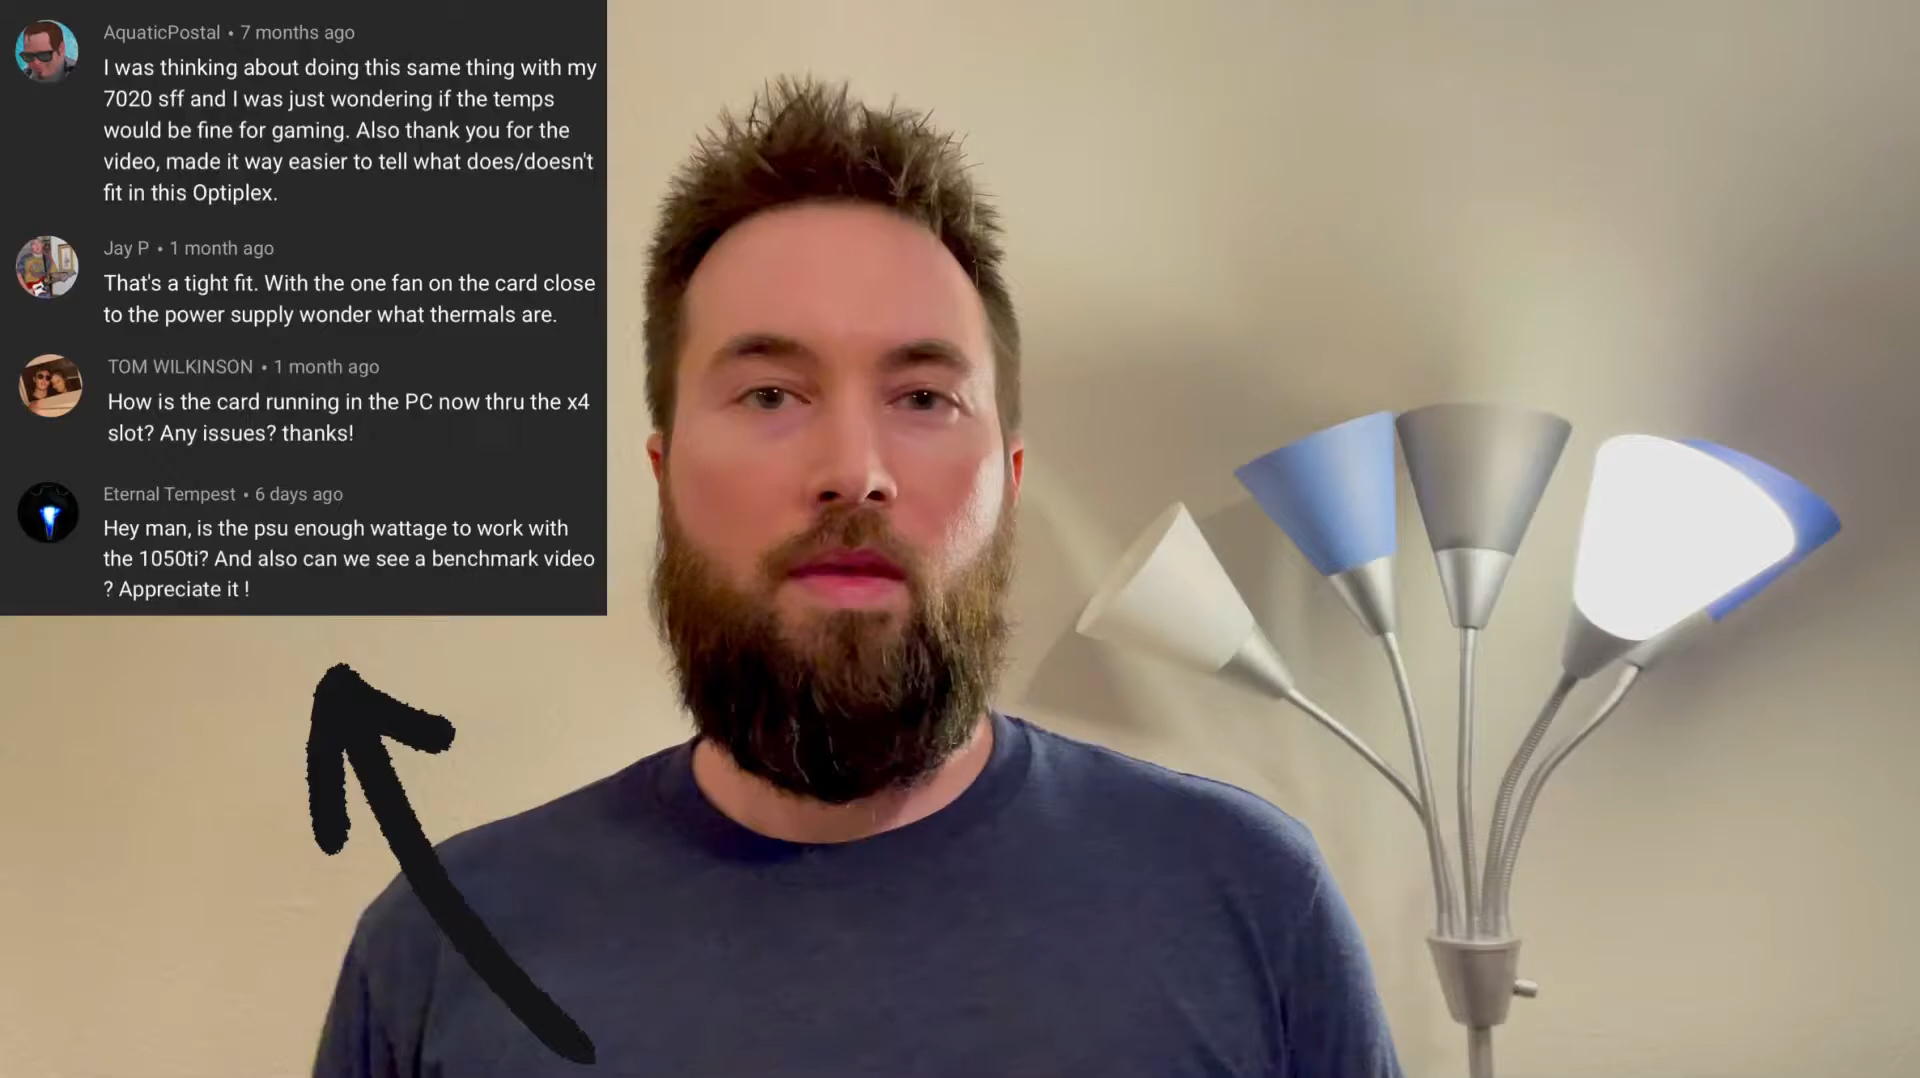 AquaticPostal • 7 months ago
I was thinking about doing this same thing with my
7020 sff and I was just wondering if the temps
would be fine for gaming. Also thank you for the
video, made it way easier to tell what does/doesn't
fit in this Optiplex.
Jay P • 1 month ago
That's a tight fit. With the one fan on the card close
to the power supply wonder what thermals are.
TOM WILKINSON • 1 month ago
How is the card running in the PC now thru the x4
slot? Any issues? thanks!
Eternal Tempest • 6 days ago
Hey man, is the psu enough wattage to work with
the 1050ti? And also can we see a benchmark video
? Appreciate it !